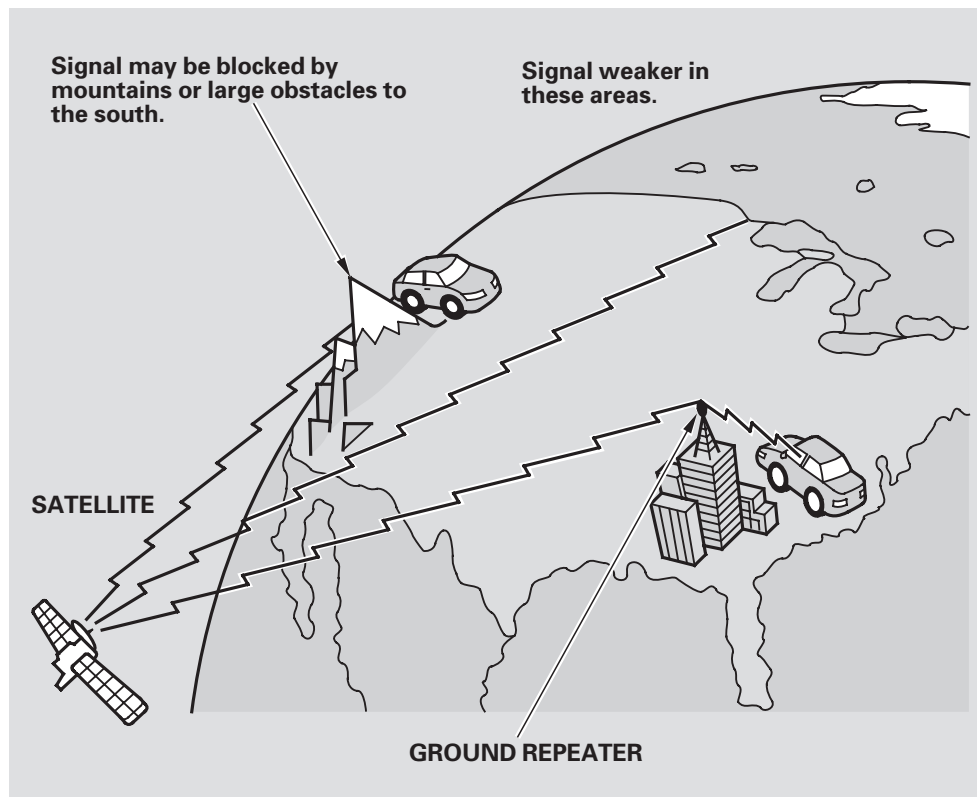 Signal may be blocked by
mountains or large obstacles to
the south.
Signal weaker in
these areas.
SATELLITE
GROUND REPEATER